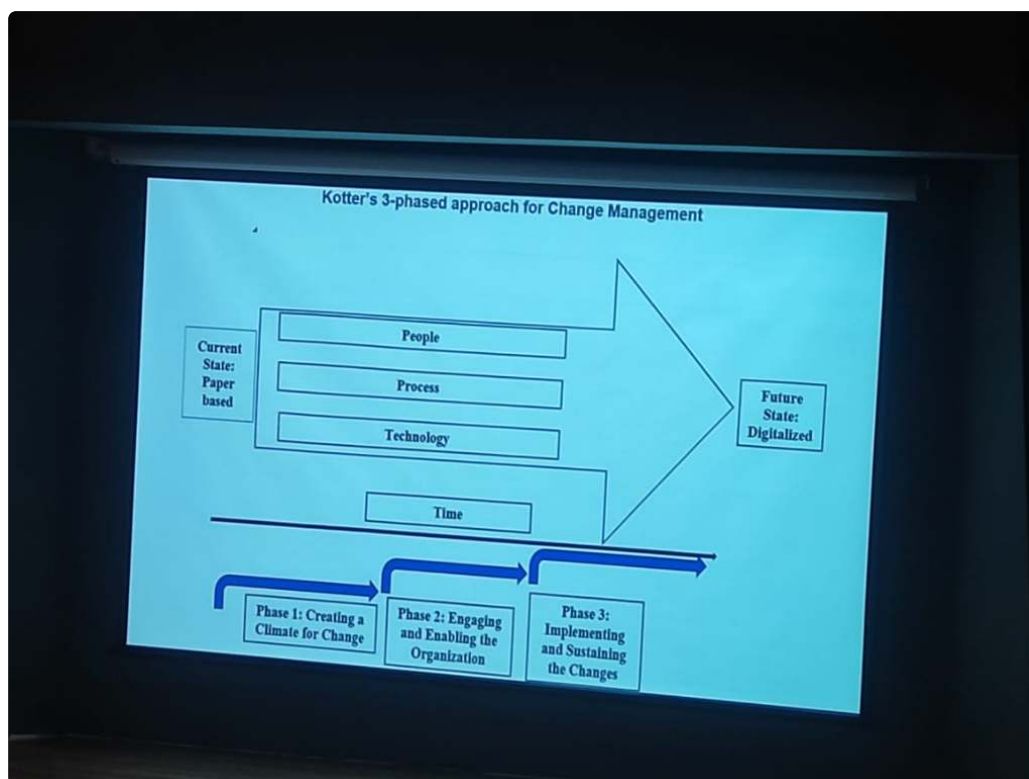 Kotter's 3-phased approach for Change Management
People
Current
State:
Paper
based
Process
Technology
Future
State:
Digitalized
Time
Phase 1: Creating a
Climate for Change
Phase 2: Engaging
and Enabling the
Organization
Phase 3:
Implementing
and Sustaining
the Changes